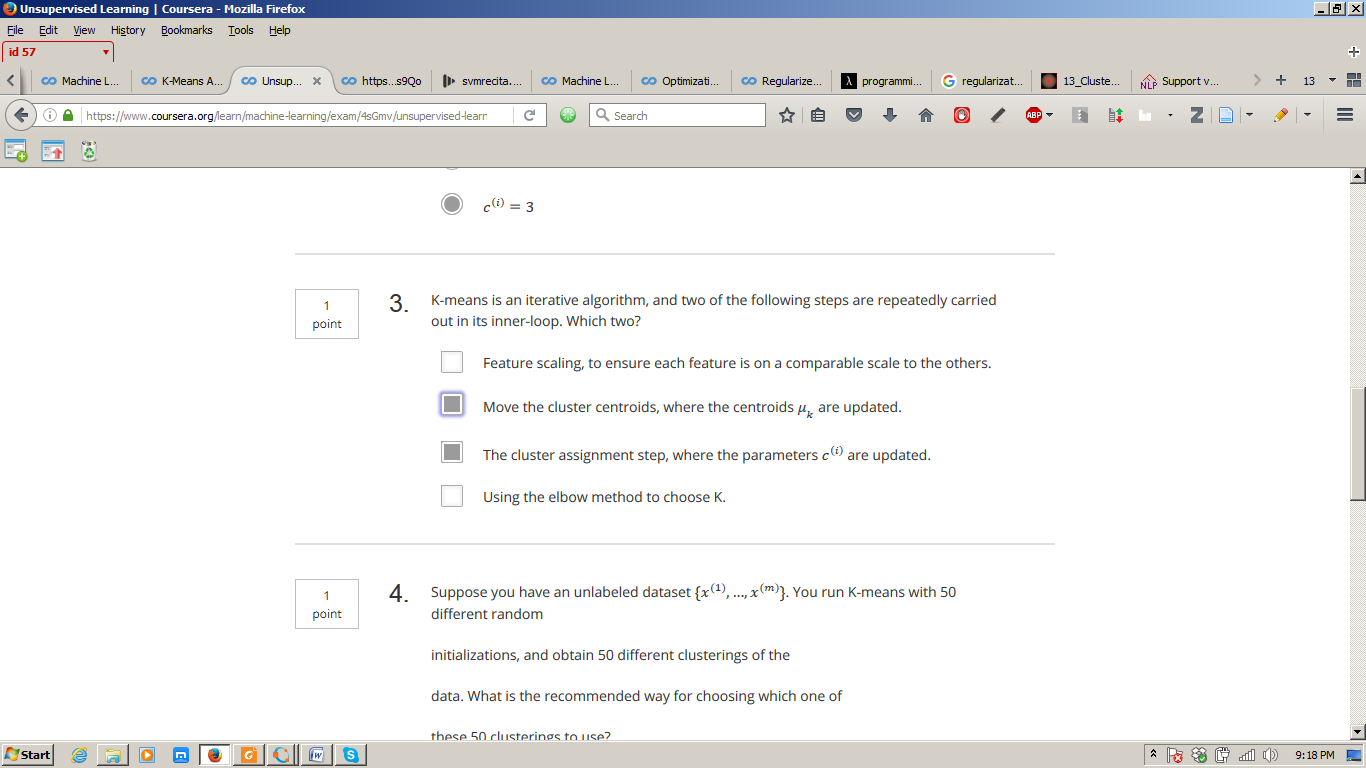 Unsupervised Learning | Coursera - Mozilla Firefox
File Edit View History Bookmarks Tools Help
id 57
Machine L... K-Means A... Unsup... https...s9Qo svmrecita.... Machine L... Optimizati... Regularize... programmi... regularizat... 13_Cluste... NLP Support v... 13
https://www.coursera.org/learn/machine-learning/exam/4sGmv/unsupervised-learn Search ABP Z
c⁽ⁱ⁾ = 3
1 point
3. K-means is an iterative algorithm, and two of the following steps are repeatedly carried
out in its inner-loop. Which two?
Feature scaling, to ensure each feature is on a comparable scale to the others.
Move the cluster centroids, where the centroids μₖ are updated.
The cluster assignment step, where the parameters c⁽ⁱ⁾ are updated.
Using the elbow method to choose K.
1 point
4. Suppose you have an unlabeled dataset {x⁽¹⁾, ..., x⁽ᵐ⁾}. You run K-means with 50
different random
initializations, and obtain 50 different clusterings of the
data. What is the recommended way for choosing which one of
these 50 clusterings to use?
Start 9:18 PM